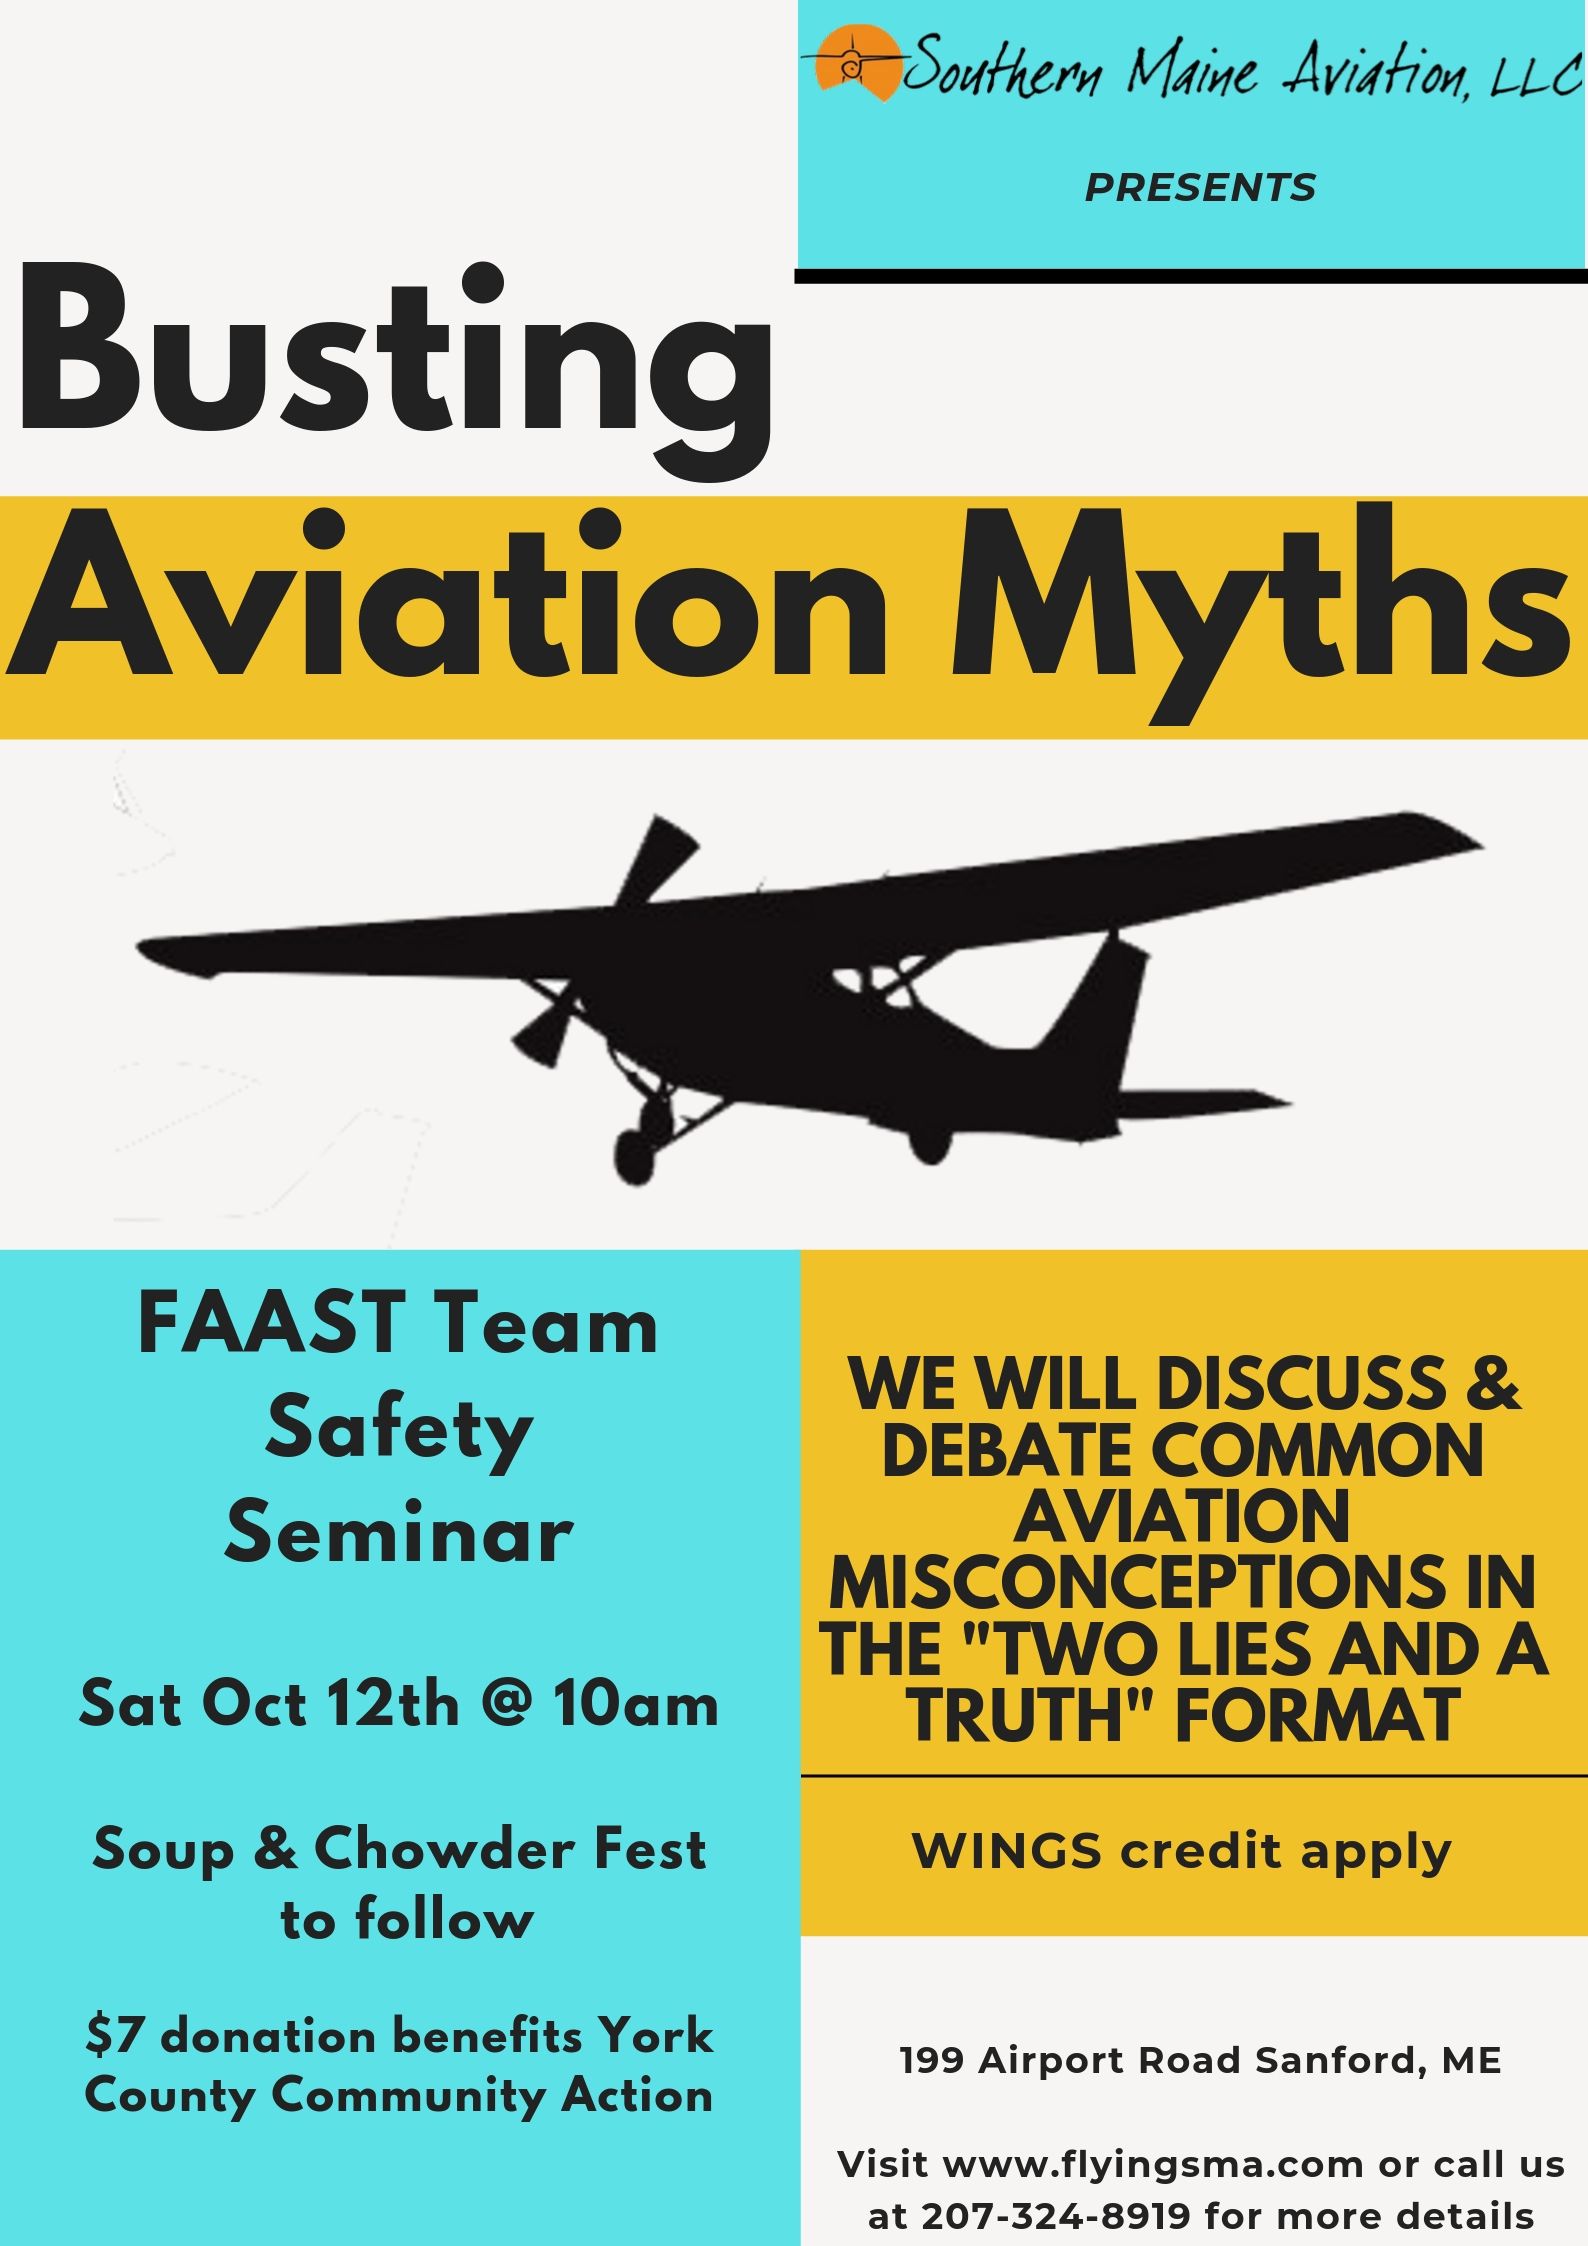 Southern Maine Aviation, LLC
PRESENTS
Busting
Aviation Myths
FAAST Team
Safety
Seminar
Sat Oct 12th @ 10am
Soup & Chowder Fest
to follow
$7 donation benefits York
County Community Action
WE WILL DISCUSS &
DEBATE COMMON
AVIATION
MISCONCEPTIONS IN
THE "TWO LIES AND A
TRUTH" FORMAT
WINGS credit apply
199 Airport Road Sanford, ME
Visit www.flyingsma.com or call us
at 207-324-8919 for more details